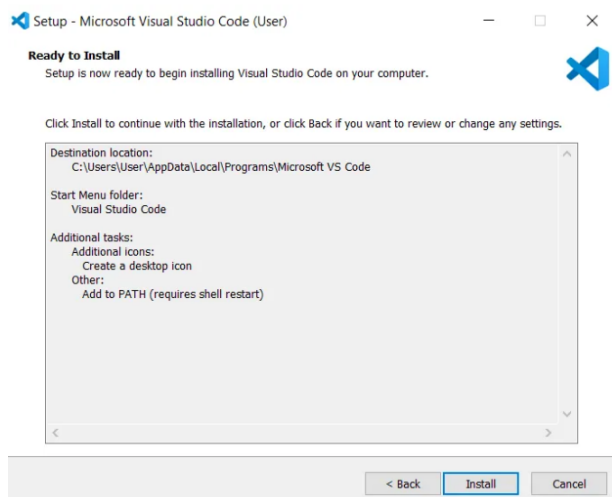 Setup - Microsoft Visual Studio Code (User)
Ready to Install
Setup is now ready to begin installing Visual Studio Code on your computer.
Click Install to continue with the installation, or click Back if you want to review or change any settings.
Destination location:
C:\Users\User\AppData\Local\Programs\Microsoft VS Code
Start Menu folder:
Visual Studio Code
Additional tasks:
Additional icons:
Create a desktop icon
Other:
Add to PATH (requires shell restart)
< Back
Install
Cancel